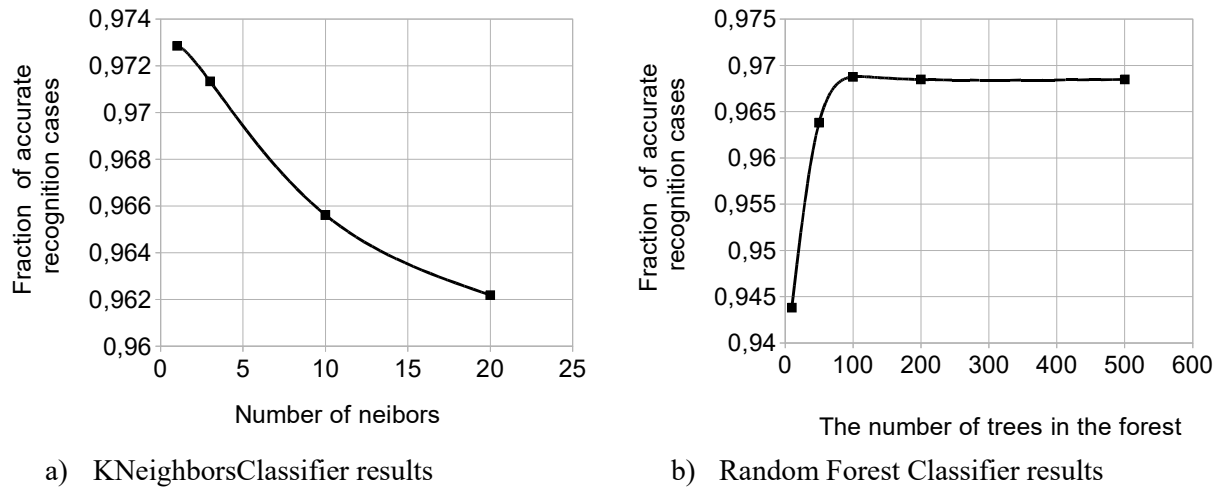 0,974
0,972
0,97
0,968
0,966
0,964
0,962
0,96
0 5 10 15 20 25
Fraction of accurate
recognition cases
Number of neibors
a) KNeighborsClassifier results
0,975
0,97
0,965
0,96
0,955
0,95
0,945
0,94
0 100 200 300 400 500 600
Fraction of accurate
recognition cases
The number of trees in the forest
b) Random Forest Classifier results